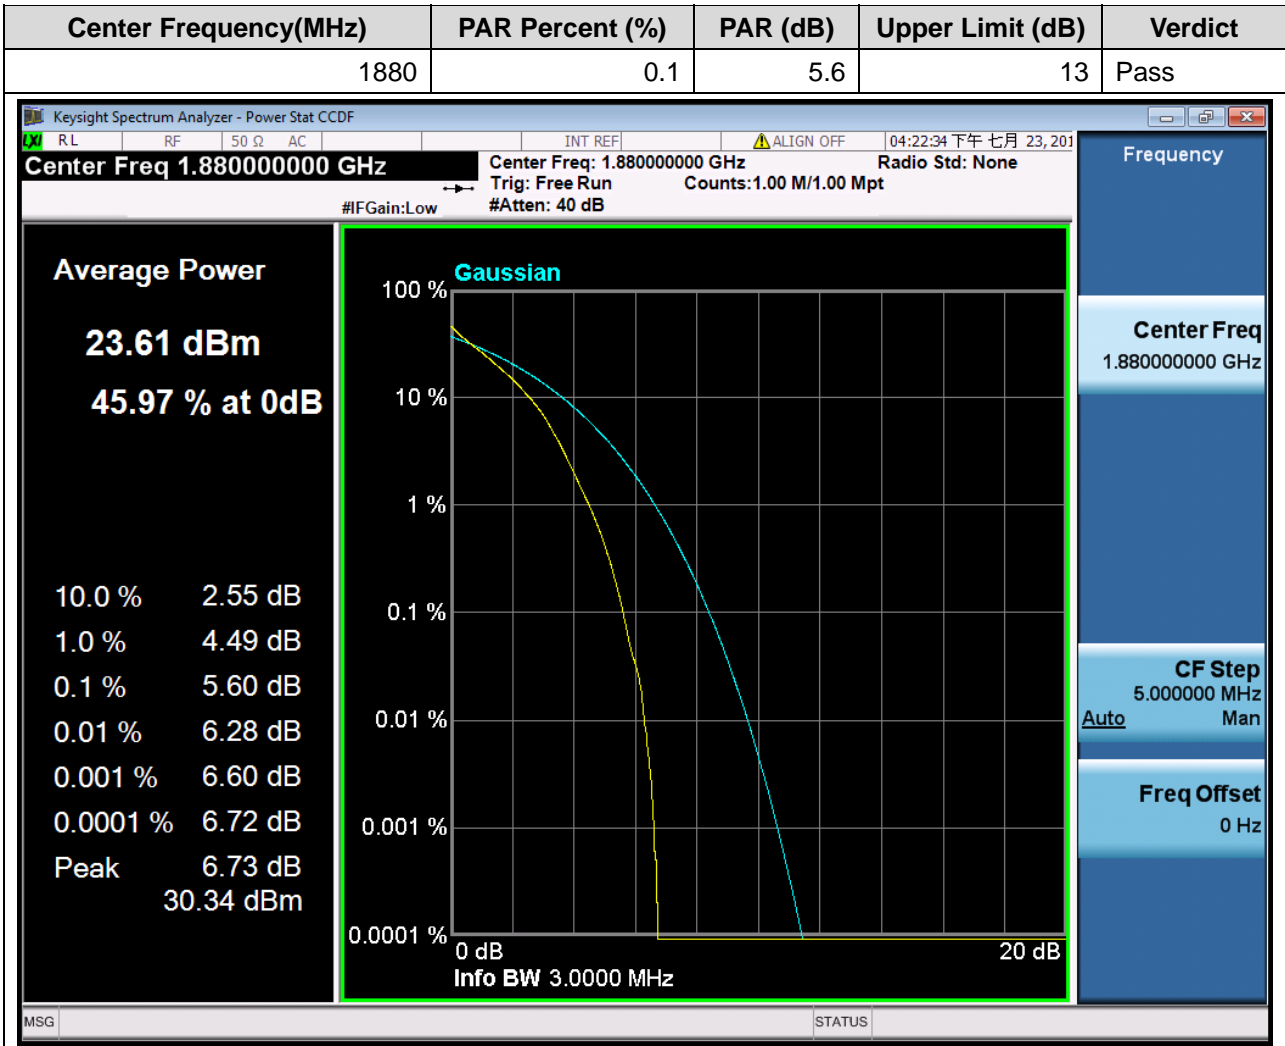 Center Frequency(MHz) PAR Percent (%) PAR (dB) Upper Limit (dB) Verdict
1880 0.1 5.6 13 Pass
Keysight Spectrum Analyzer - Power Stat CCDF
LXI RL RF 50 Ω AC INT REF ALIGN OFF 04:22:34 下午 七月 23, 201
Center Freq 1.880000000 GHz
#IFGain:Low
Center Freq: 1.880000000 GHz Radio Std: None
Trig: Free Run Counts:1.00 M/1.00 Mpt
#Atten: 40 dB
Average Power
23.61 dBm
45.97 % at 0dB
10.0 % 2.55 dB
1.0 % 4.49 dB
0.1 % 5.60 dB
0.01 % 6.28 dB
0.001 % 6.60 dB
0.0001 % 6.72 dB
Peak 6.73 dB
30.34 dBm
Gaussian
100 %
10 %
1 %
0.1 %
0.01 %
0.001 %
0.0001 %
0 dB 20 dB
Info BW 3.0000 MHz
Frequency
Center Freq
1.880000000 GHz
CF Step
5.000000 MHz
Auto Man
Freq Offset
0 Hz
MSG STATUS